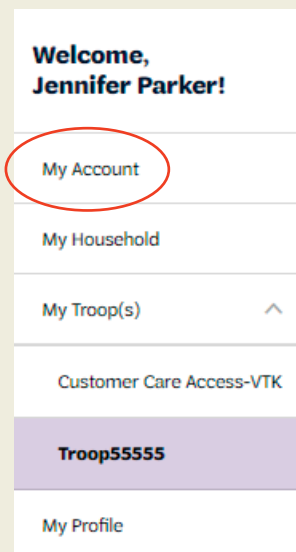 Welcome,
Jennifer Parker!
My Account
My Household
My Troop(s)
Customer Care Access-VTK
Troop55555
My Profile